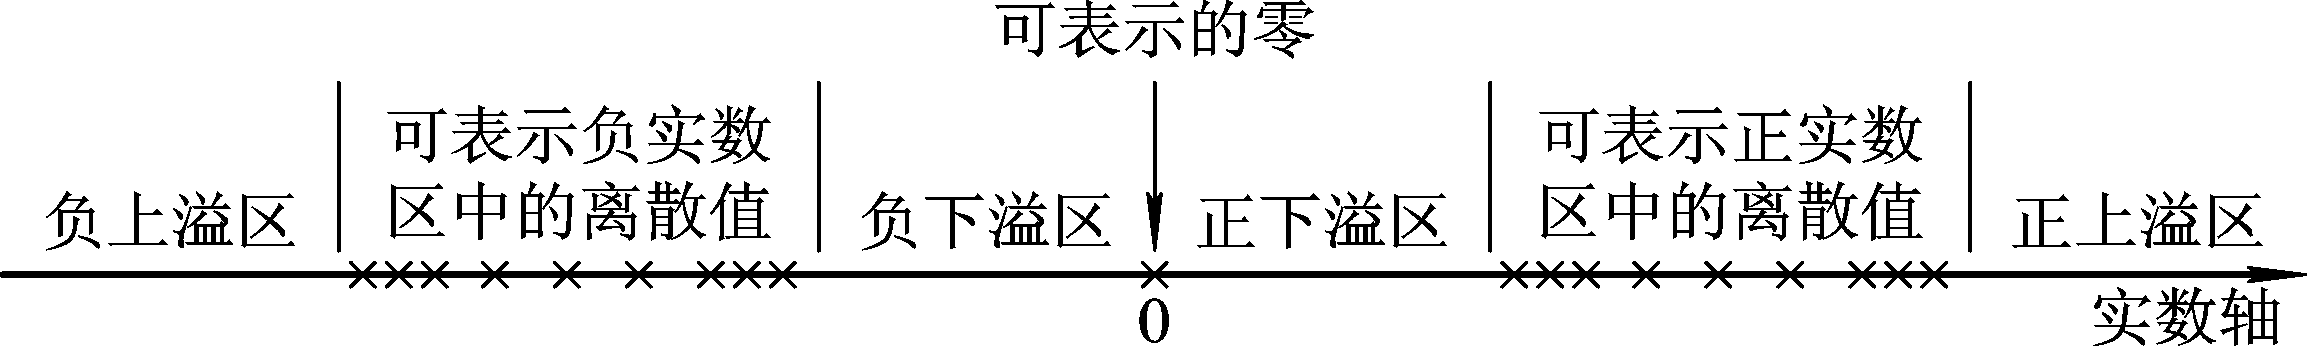 可表示的零
可表示负实数
区中的离散值
可表示正实数
区中的离散值
负上溢区
负下溢区
正下溢区
正上溢区
0
实数轴